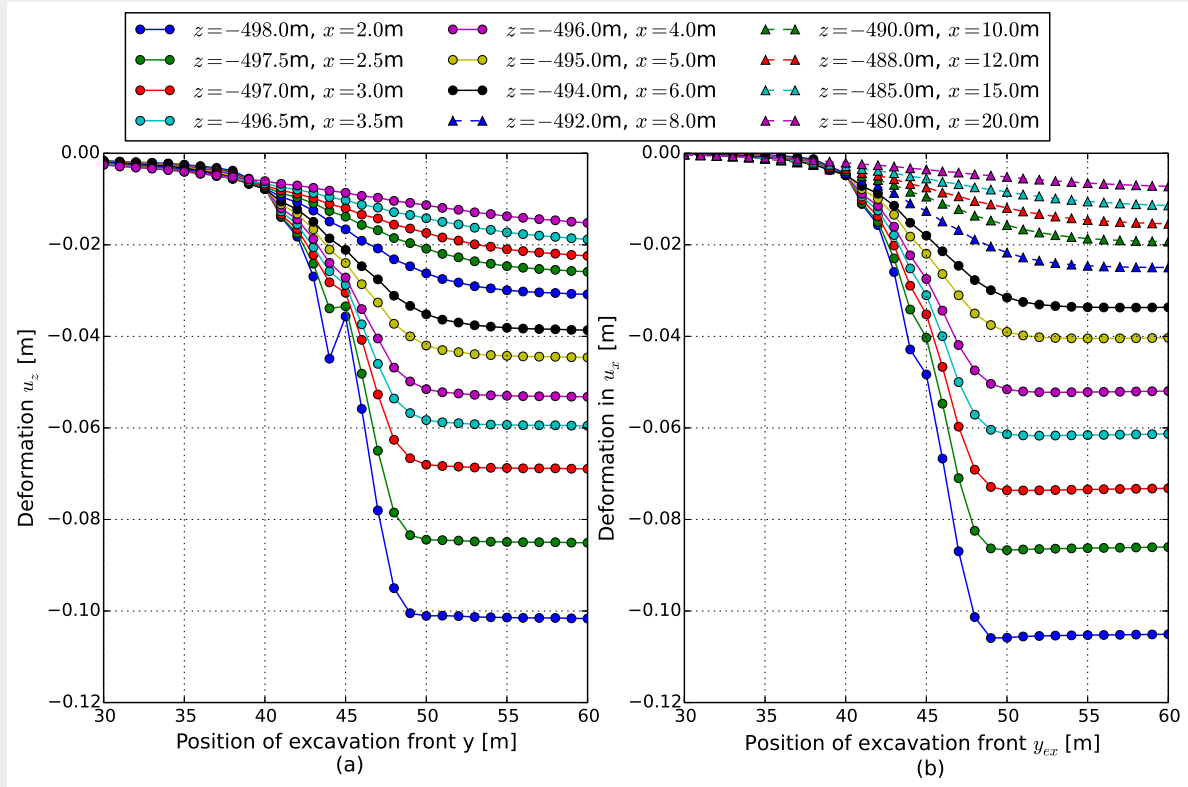 z=−498.0m, x=2.0m z=−496.0m, x=4.0m z=−490.0m, x=10.0m
z=−497.5m, x=2.5m z=−495.0m, x=5.0m z=−488.0m, x=12.0m
z=−497.0m, x=3.0m z=−494.0m, x=6.0m z=−485.0m, x=15.0m
z=−496.5m, x=3.5m z=−492.0m, x=8.0m z=−480.0m, x=20.0m
0.00
−0.02
−0.04
−0.06
−0.08
−0.10
−0.12
Deformation u_z [m]
30 35 40 45 50 55 60
Position of excavation front y [m]
(a)
0.00
−0.02
−0.04
−0.06
−0.08
−0.10
−0.12
Deformation in u_x [m]
30 35 40 45 50 55 60
Position of excavation front y_ex [m]
(b)